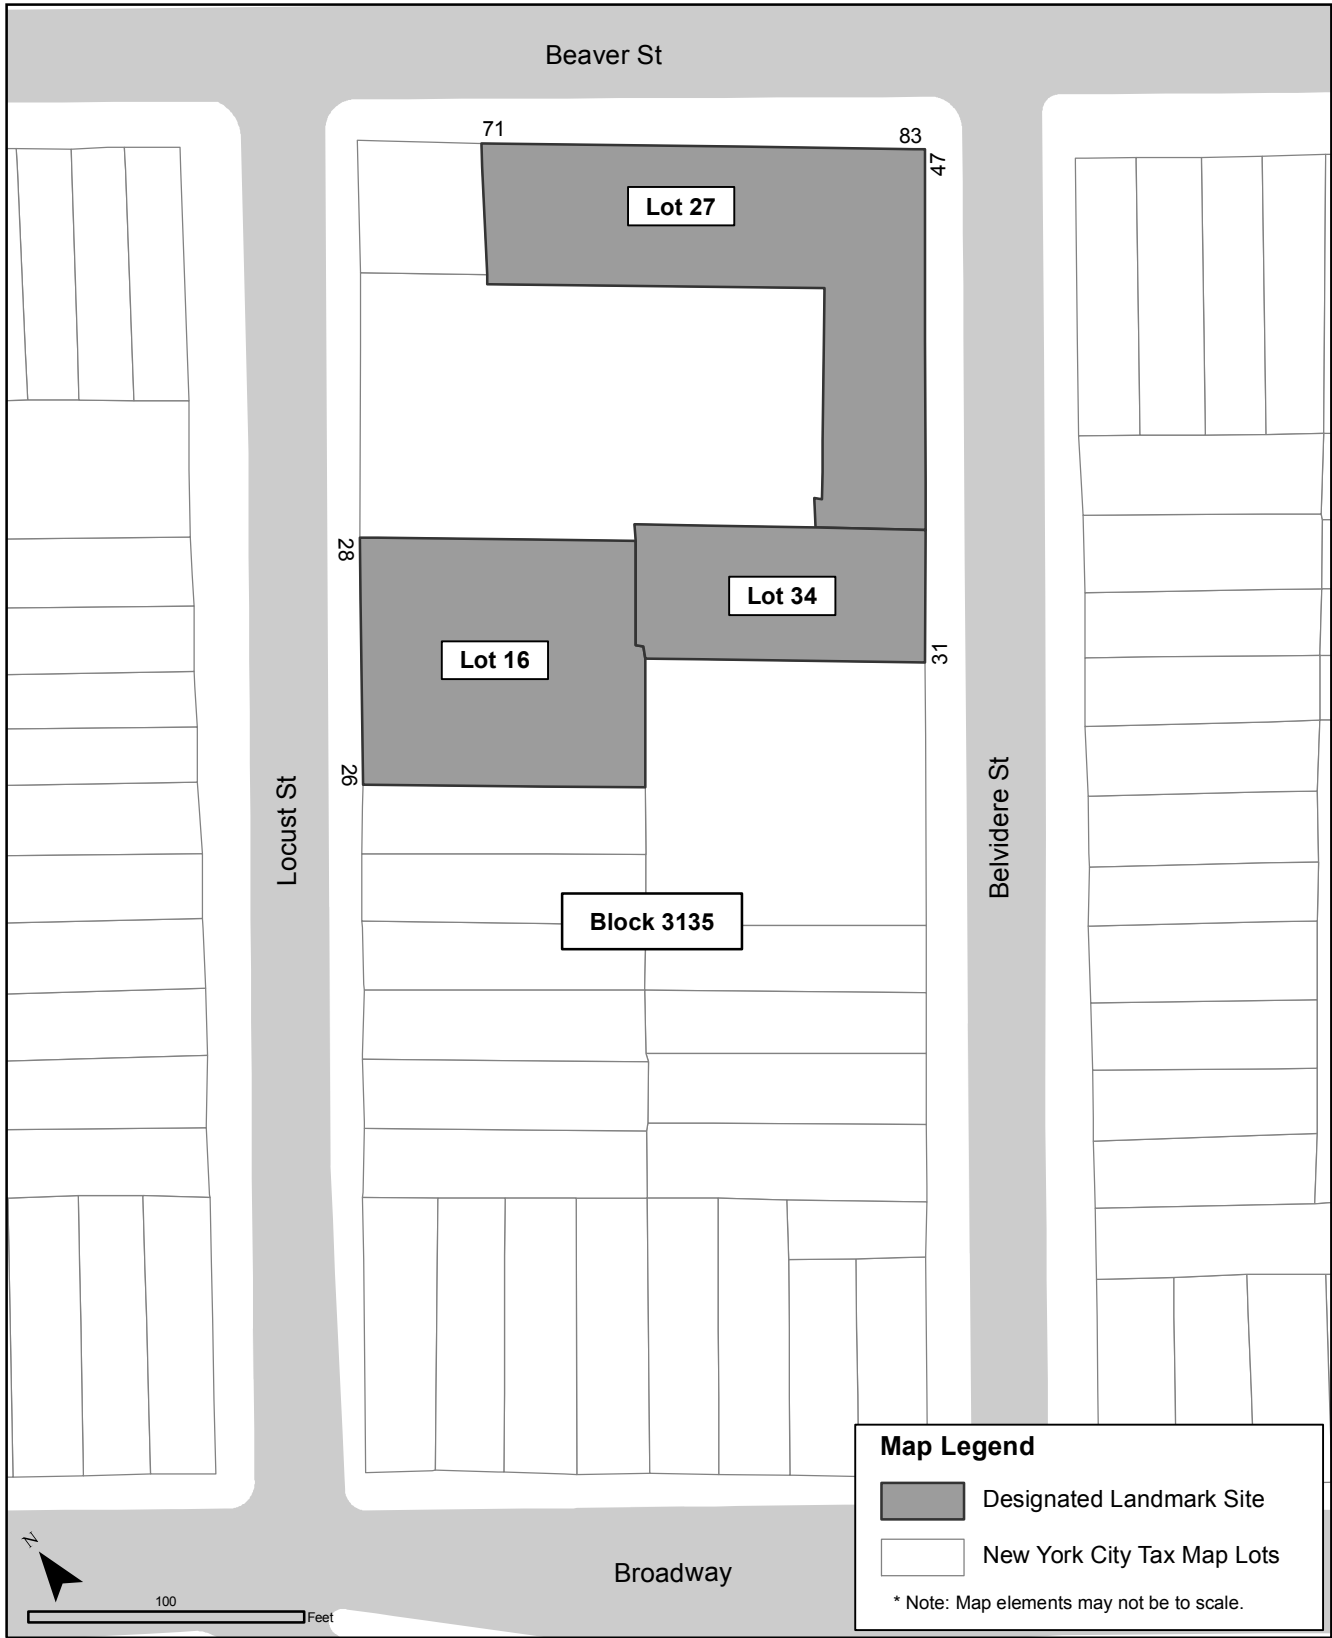 Beaver St
71
83
47
Lot 27
28
Lot 34
31
Lot 16
26
Locust St
Belvidere St
Block 3135
Map Legend
Designated Landmark Site
New York City Tax Map Lots
* Note: Map elements may not be to scale.
N
Broadway
100
Feet